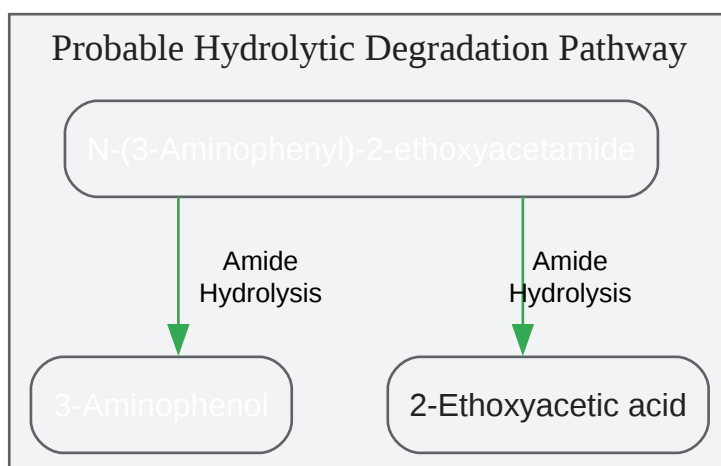 Probable Hydrolytic Degradation Pathway
N-(3-Aminophenyl)-2-ethoxyacetamide
Amide
Hydrolysis
Amide
Hydrolysis
3-Aminophenol
2-Ethoxyacetic acid